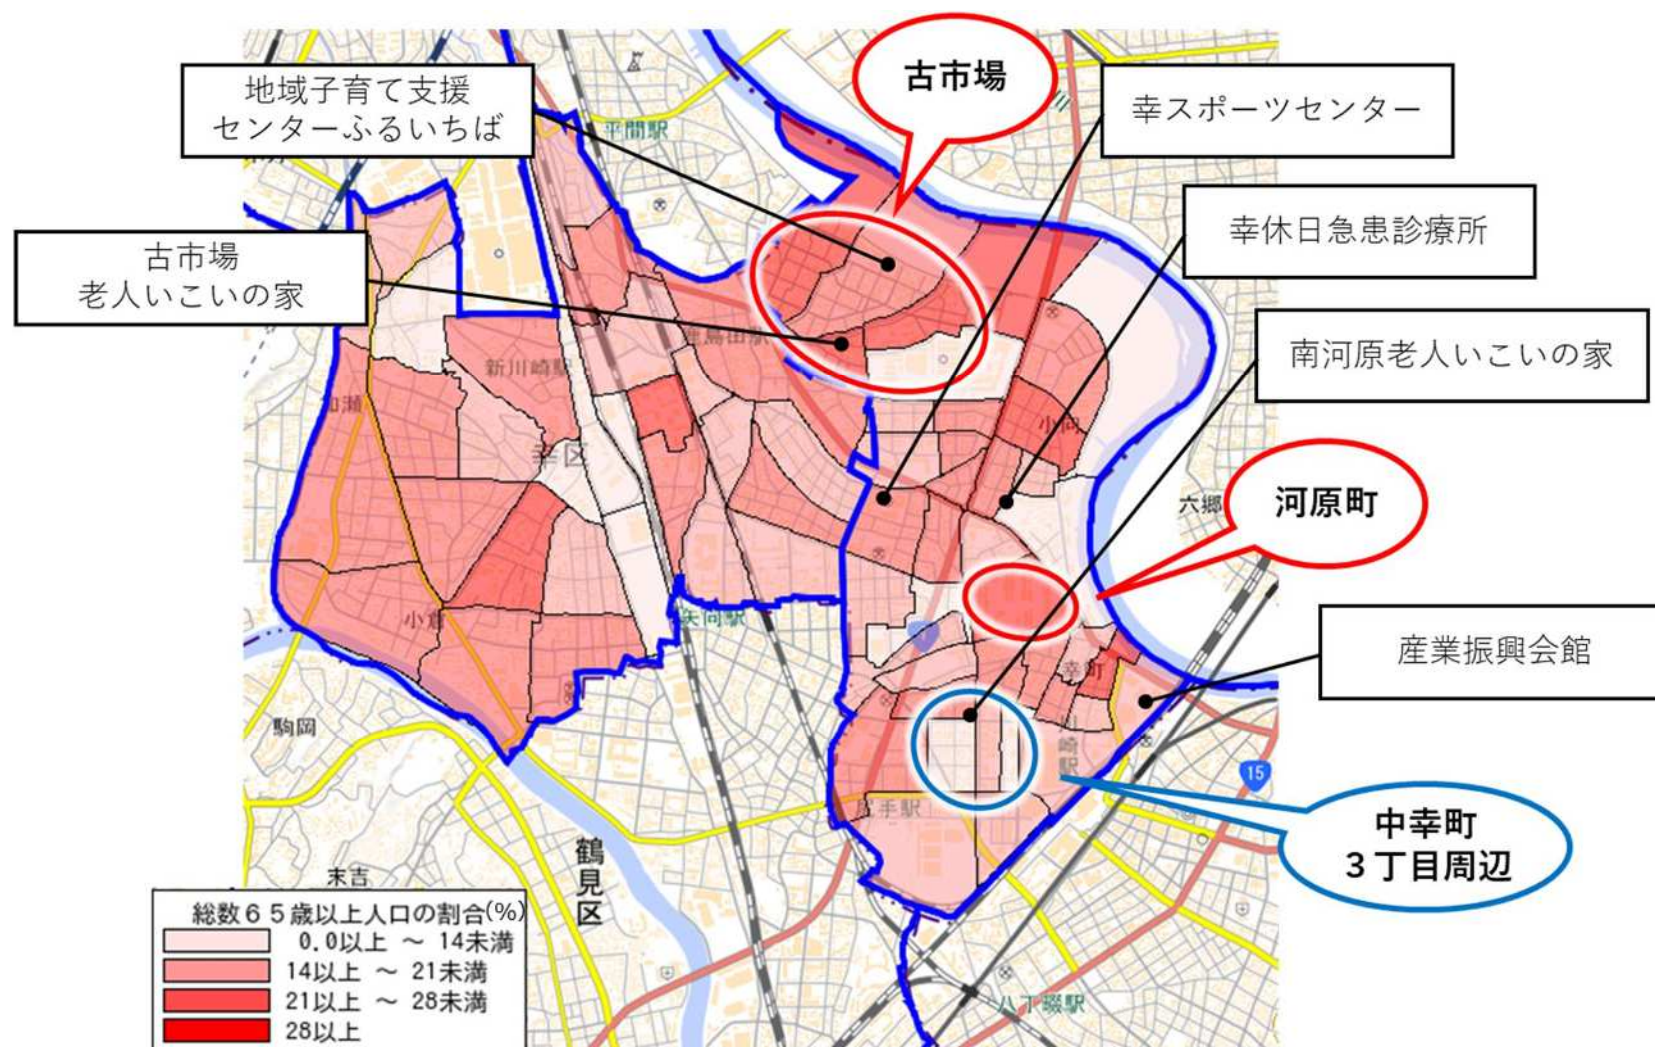 地域子育て支援
センターふるいちば
古市場
幸スポーツセンター
平間駅
幸休日急患診療所
古市場
老人いこいの家
南河原老人いこいの家
鹿島田駅
新川崎駅
加瀬
小向
幸区
六郷
河原町
小倉
矢向駅
幸町
産業振興会館
川崎駅
駒岡
15
尻手駅
中幸町
3丁目周辺
鶴見区
末吉
総数65歳以上人口の割合(%)
0.0以上 ～ 14未満
14以上 ～ 21未満
21以上 ～ 28未満
28以上
八丁畷駅